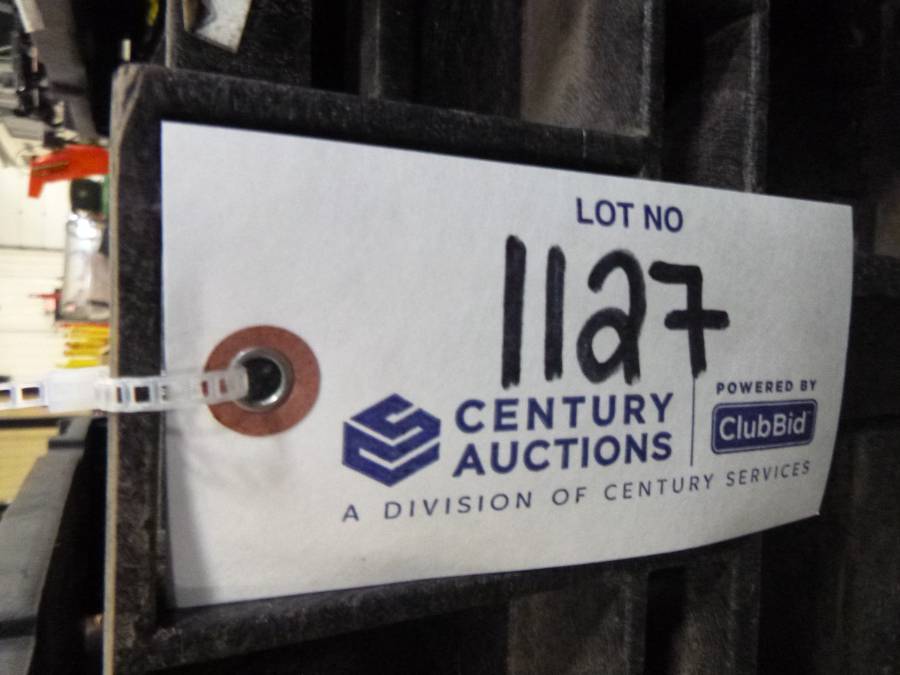 LOT NO
1127
CENTURY
AUCTIONS
POWERED BY
ClubBid
A DIVISION OF CENTURY SERVICES